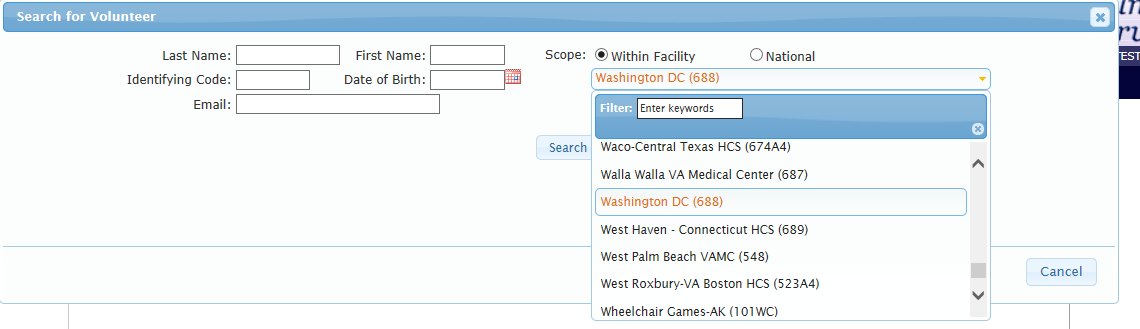 Search for Volunteer
Last Name: First Name: Scope: Within Facility National
Identifying Code: Date of Birth: Washington DC (688)
Email:
Filter: Enter keywords
Search
Waco-Central Texas HCS (674A4)
Walla Walla VA Medical Center (687)
Washington DC (688)
West Haven - Connecticut HCS (689)
West Palm Beach VAMC (548)
West Roxbury-VA Boston HCS (523A4)
Wheelchair Games-AK (101WC)
Cancel